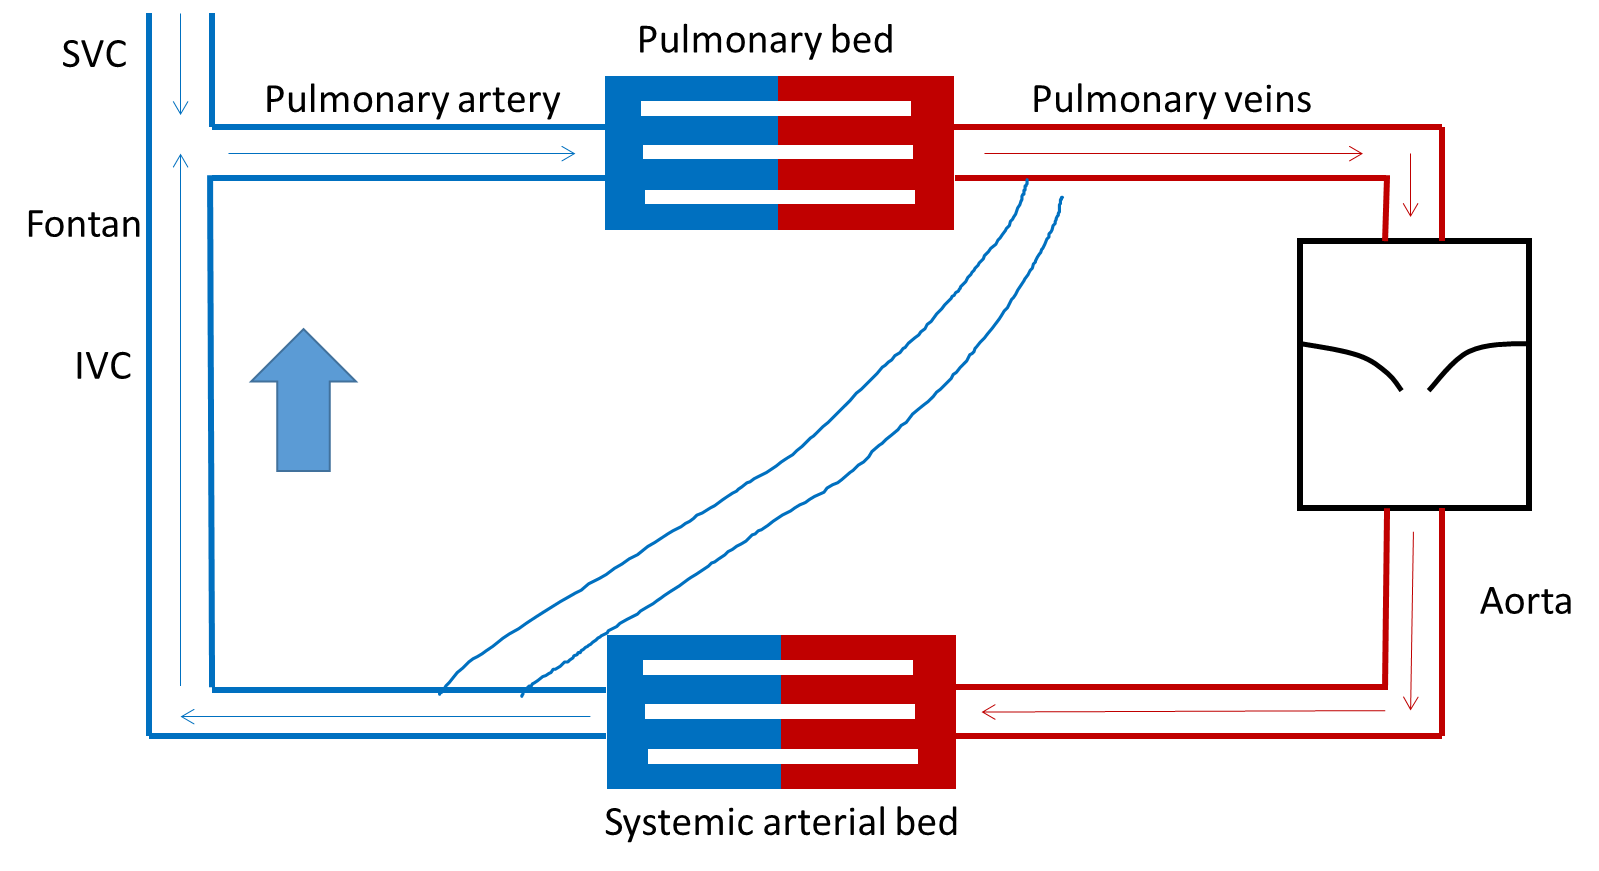 Pulmonary bed
SVC
Pulmonary artery
Pulmonary veins
Fontan
IVC
Aorta
Systemic arterial bed